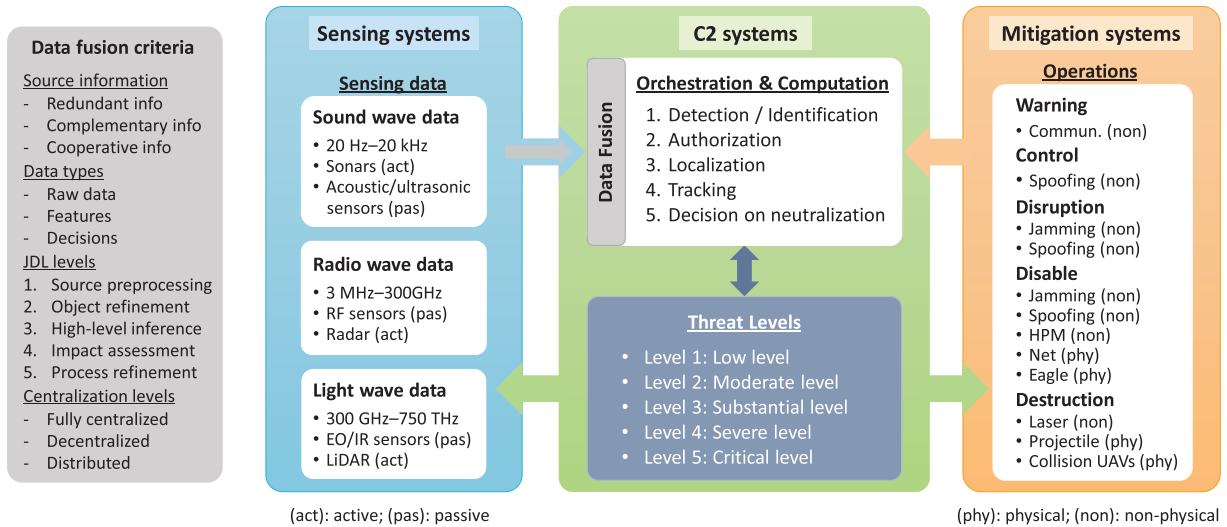 Data fusion criteria
Source information
- Redundant info
- Complementary info
- Cooperative info
Data types
- Raw data
- Features
- Decisions
JDL levels
1. Source preprocessing
2. Object refinement
3. High-level inference
4. Impact assessment
5. Process refinement
Centralization levels
- Fully centralized
- Decentralized
- Distributed
Sensing systems
Sensing data
Sound wave data
• 20 Hz–20 kHz
• Sonars (act)
• Acoustic/ultrasonic
sensors (pas)
Radio wave data
• 3 MHz–300GHz
• RF sensors (pas)
• Radar (act)
Light wave data
• 300 GHz–750 THz
• EO/IR sensors (pas)
• LiDAR (act)
(act): active; (pas): passive
C2 systems
Data Fusion
Orchestration & Computation
1. Detection / Identification
2. Authorization
3. Localization
4. Tracking
5. Decision on neutralization
Threat Levels
• Level 1: Low level
• Level 2: Moderate level
• Level 3: Substantial level
• Level 4: Severe level
• Level 5: Critical level
Mitigation systems
Operations
Warning
• Commun. (non)
Control
• Spoofing (non)
Disruption
• Jamming (non)
• Spoofing (non)
Disable
• Jamming (non)
• Spoofing (non)
• HPM (non)
• Net (phy)
• Eagle (phy)
Destruction
• Laser (non)
• Projectile (phy)
• Collision UAVs (phy)
(phy): physical; (non): non-physical